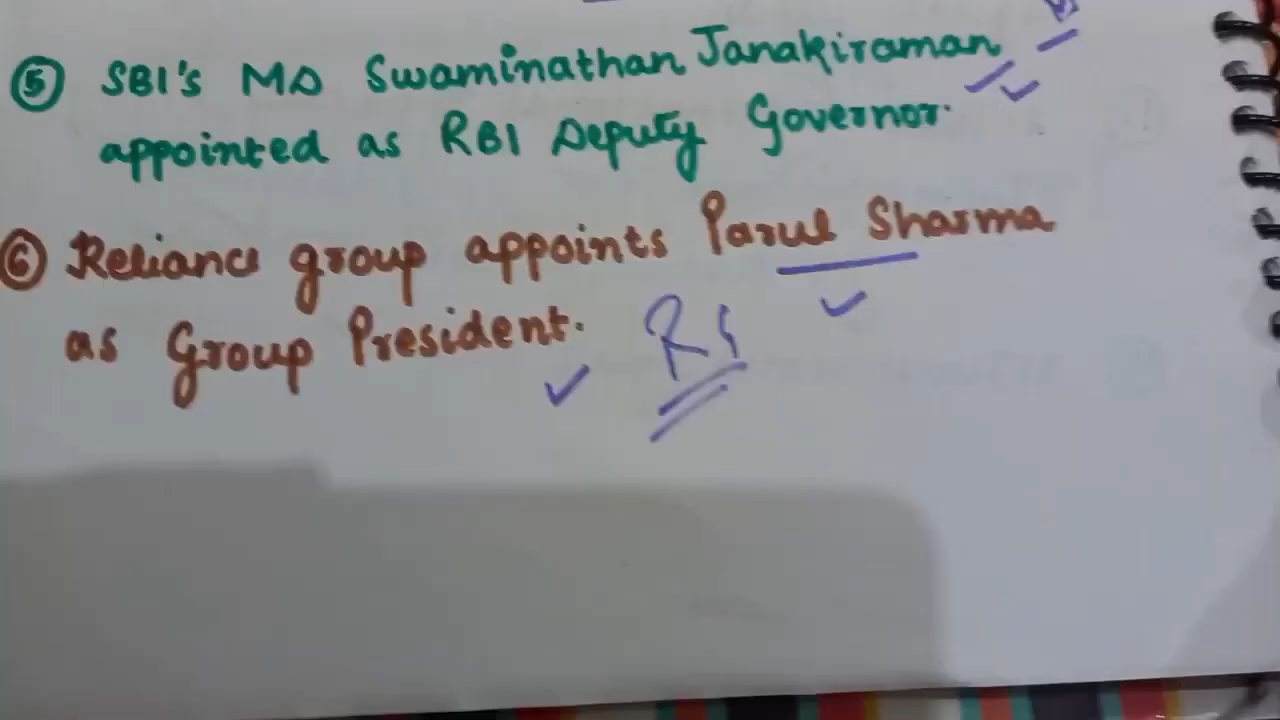 ⑤ SBI's MD Swaminathan Janakiraman
appointed as RBI Deputy Governor.
⑥ Reliance group appoints Parul Sharma
as Group President.
Rs